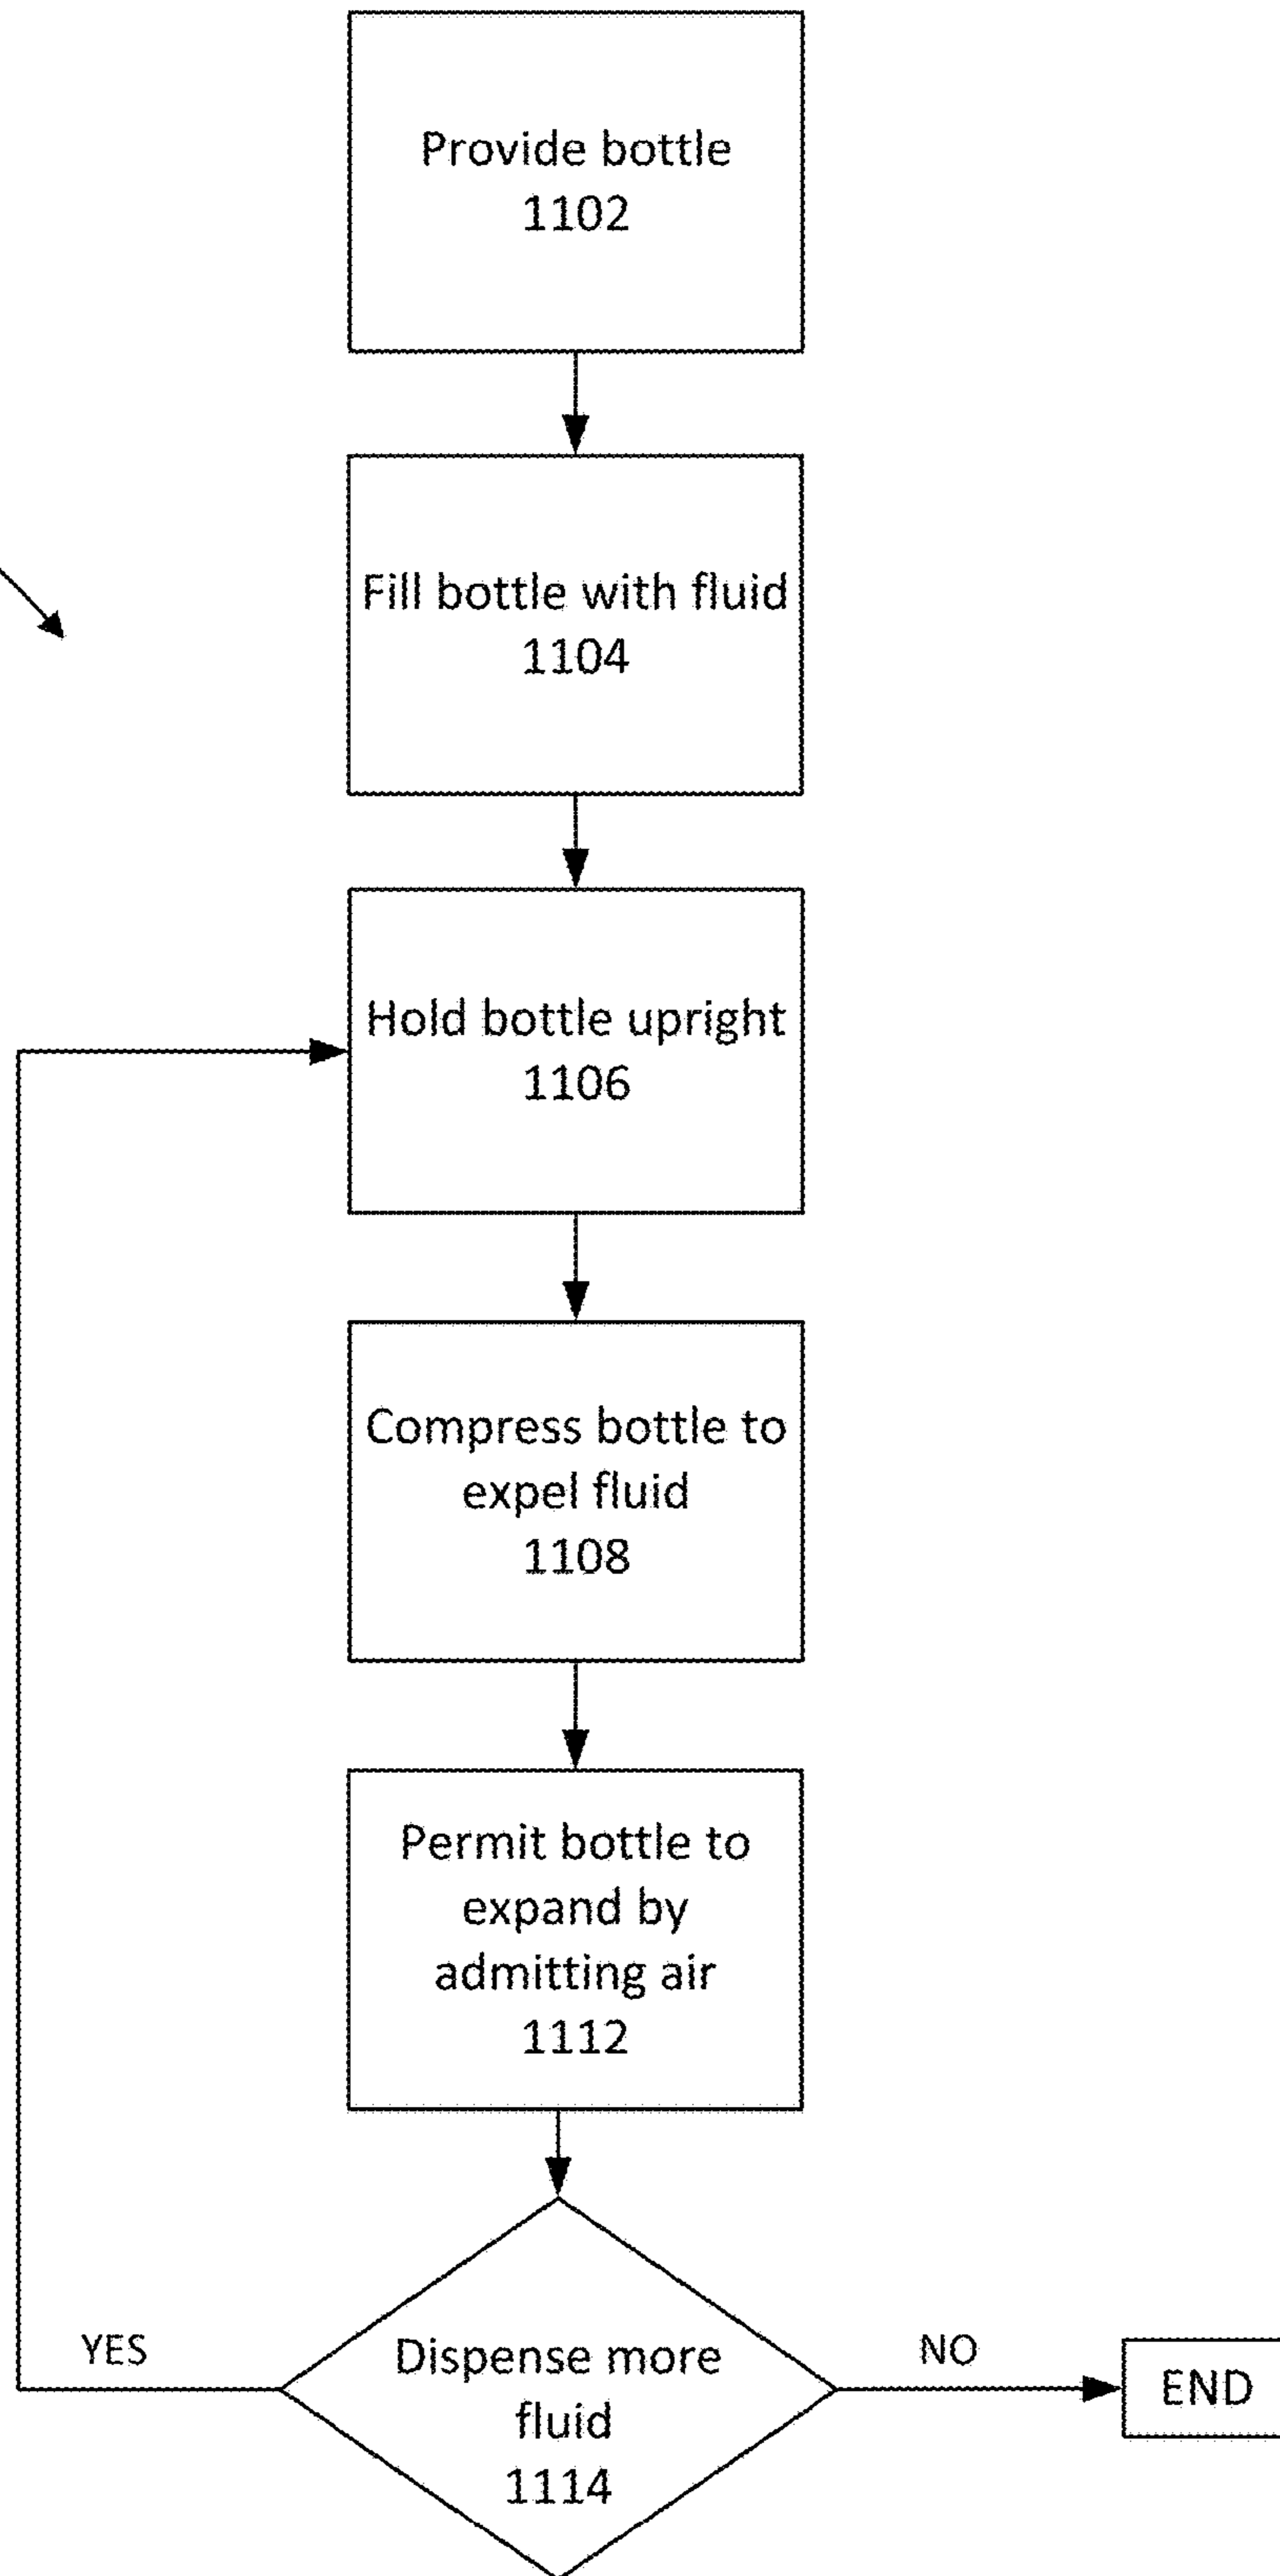 Provide bottle
1102
Fill bottle with fluid
1104
Hold bottle upright
1106
Compress bottle to
expel fluid
1108
Permit bottle to
expand by
admitting air
1112
YES
Dispense more
fluid
1114
NO
END